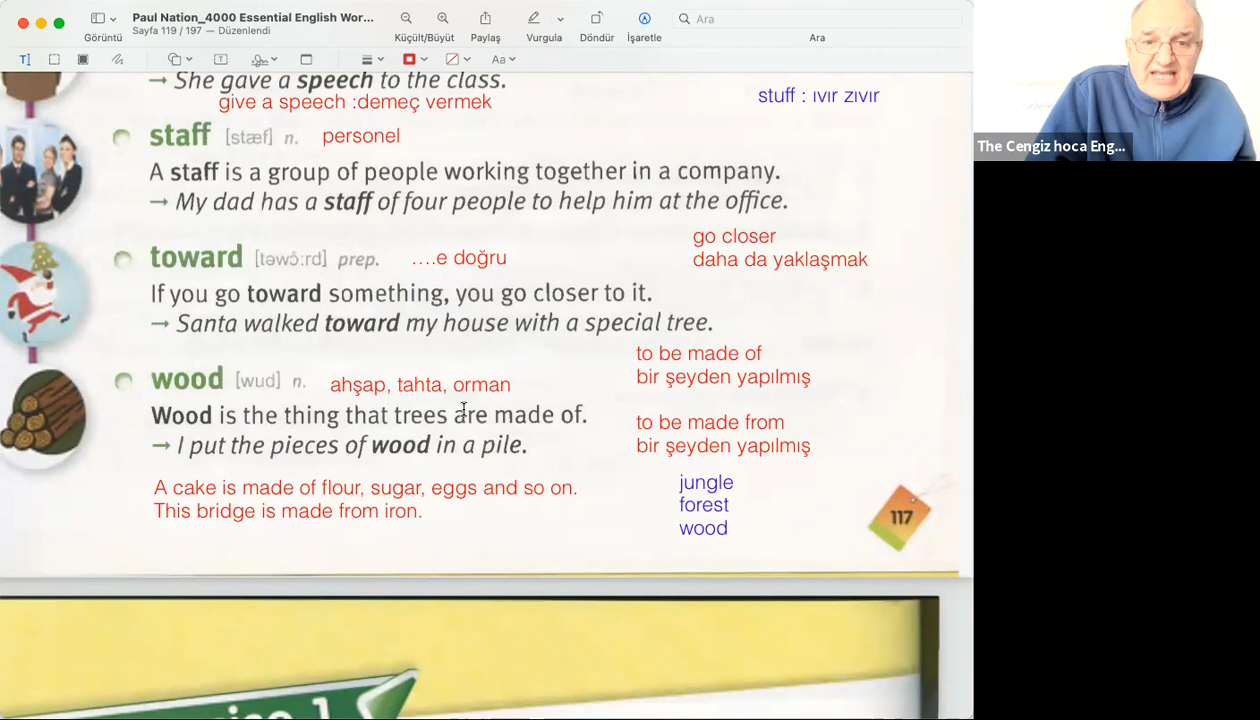 Paul Nation_4000 Essential English Wor...
Sayfa 119 / 197 — Düzenlendi
Görüntü
Küçült/Büyüt
Paylaş
Vurgula
Döndür
İşaretle
Ara
Ara
Aa
→ She gave a speech to the class.
give a speech :demeç vermek
stuff : ıvır zıvır
staff [stæf] n. personel
A staff is a group of people working together in a company.
→ My dad has a staff of four people to help him at the office.
go closer
daha da yaklaşmak
toward [təwɔ́:rd] prep. ....e doğru
If you go toward something, you go closer to it.
→ Santa walked toward my house with a special tree.
to be made of
bir şeyden yapılmış
wood [wud] n. ahşap, tahta, orman
Wood is the thing that trees are made of.
→ I put the pieces of wood in a pile.
to be made from
bir şeyden yapılmış
A cake is made of flour, sugar, eggs and so on.
This bridge is made from iron.
jungle
forest
wood
117
The Cengiz hoca Eng...